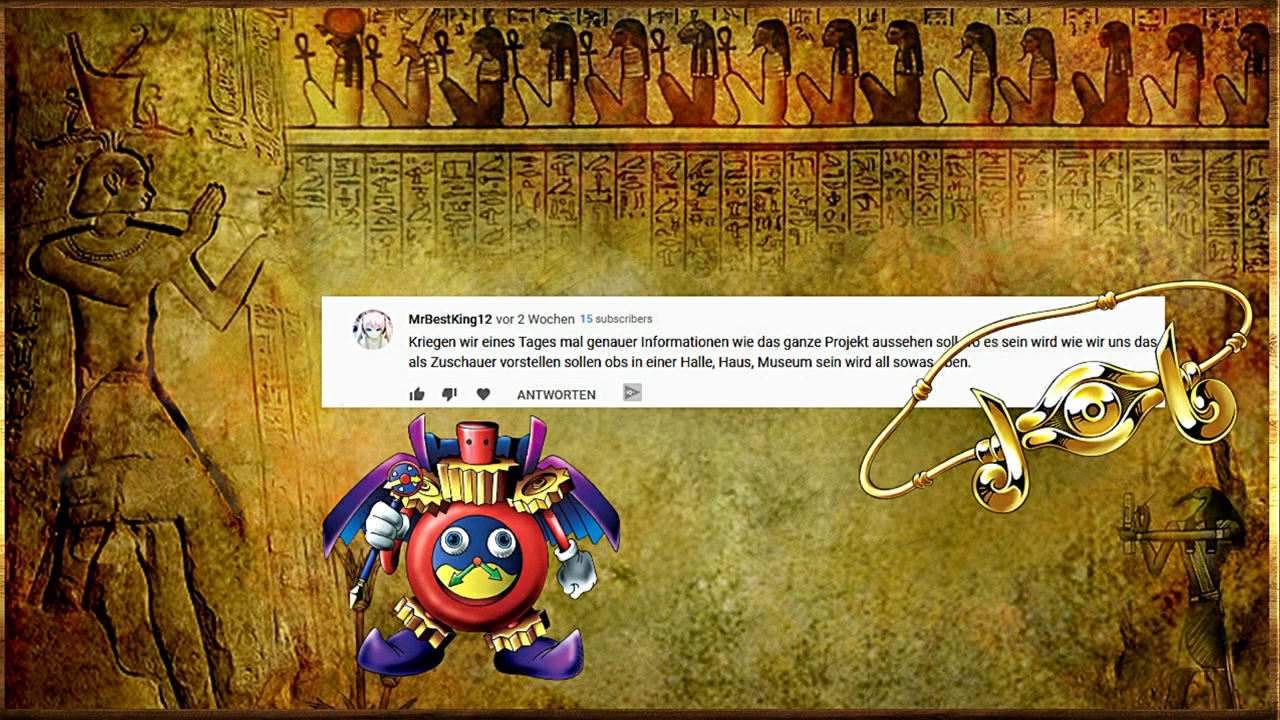 MrBestKing12 vor 2 Wochen 15 subscribers
Kriegen wir eines Tages mal genauer Informationen wie das ganze Projekt aussehen soll es sein wird wie wir uns das
als Zuschauer vorstellen sollen obs in einer Halle, Haus, Museum sein wird all sowas
ANTWORTEN